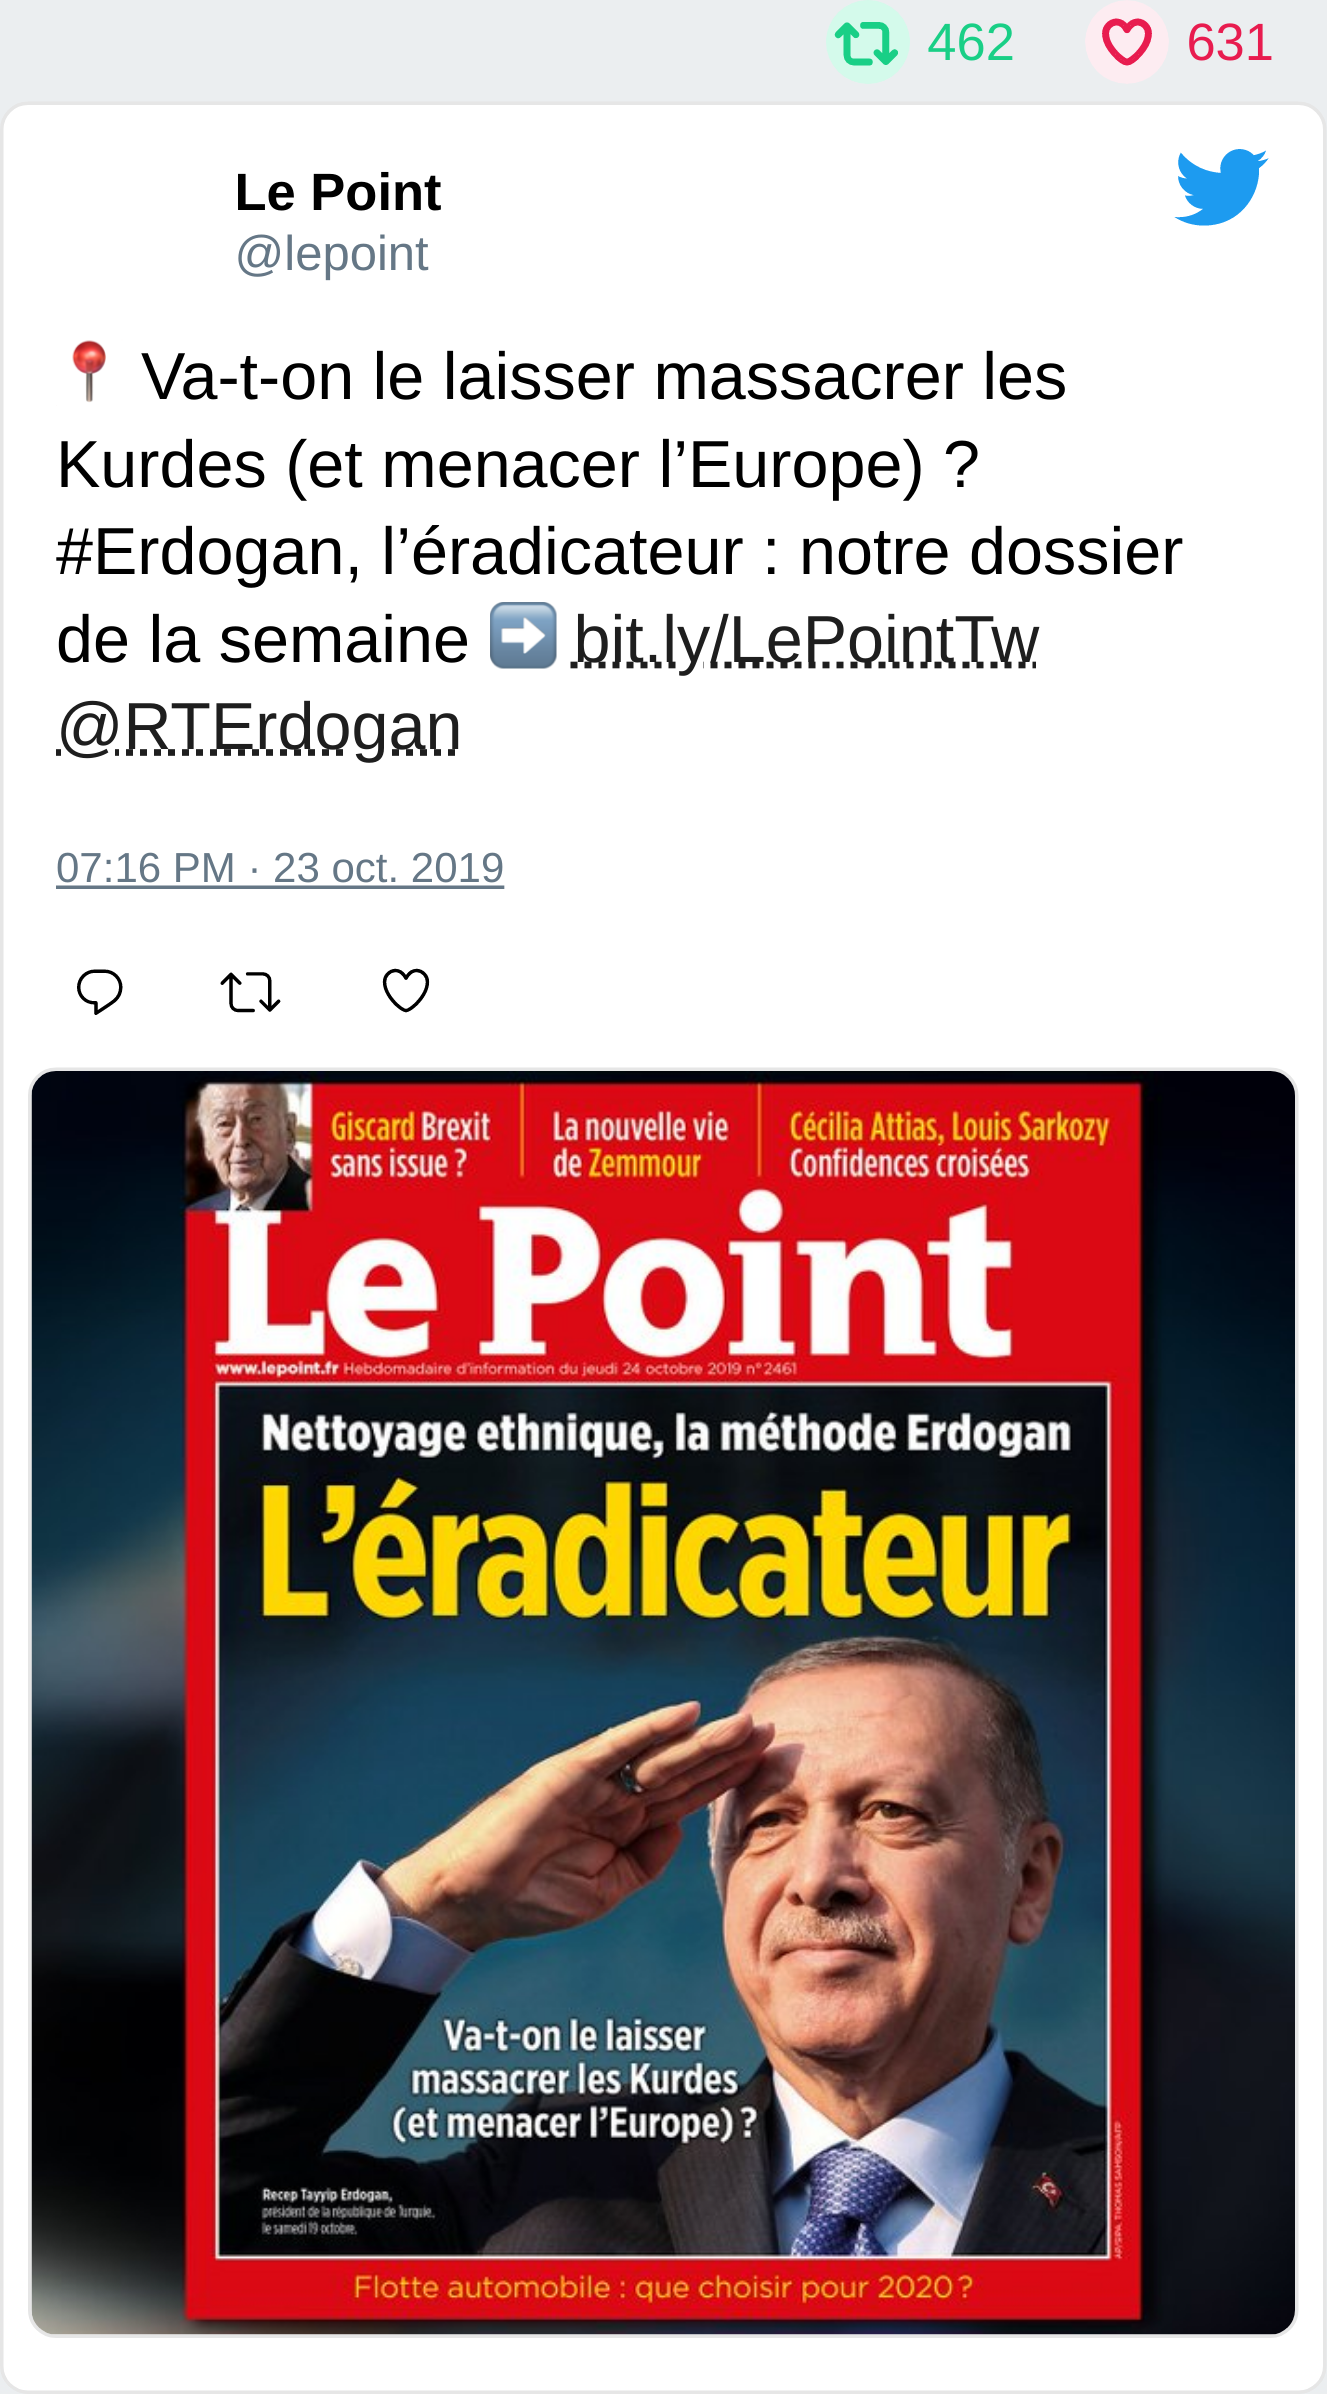 462 631
Le Point
@lepoint
📍 Va-t-on le laisser massacrer les
Kurdes (et menacer l’Europe) ?
#Erdogan, l’éradicateur : notre dossier
de la semaine ➡️ bit.ly/LePointTw
@RTErdogan
07:16 PM · 23 oct. 2019
Giscard Brexit
sans issue ?
La nouvelle vie
de Zemmour
Cécilia Attias, Louis Sarkozy
Confidences croisées
Le Point
www.lepoint.fr Hebdomadaire d'information du jeudi 24 octobre 2019 n° 2461
Nettoyage ethnique, la méthode Erdogan
L’éradicateur
Va-t-on le laisser
massacrer les Kurdes
(et menacer l’Europe) ?
Recep Tayyip Erdogan,
président de la république de Turquie,
le samedi 19 octobre.
AP/SIPA THOMAS SAMSON/AFP
Flotte automobile : que choisir pour 2020 ?